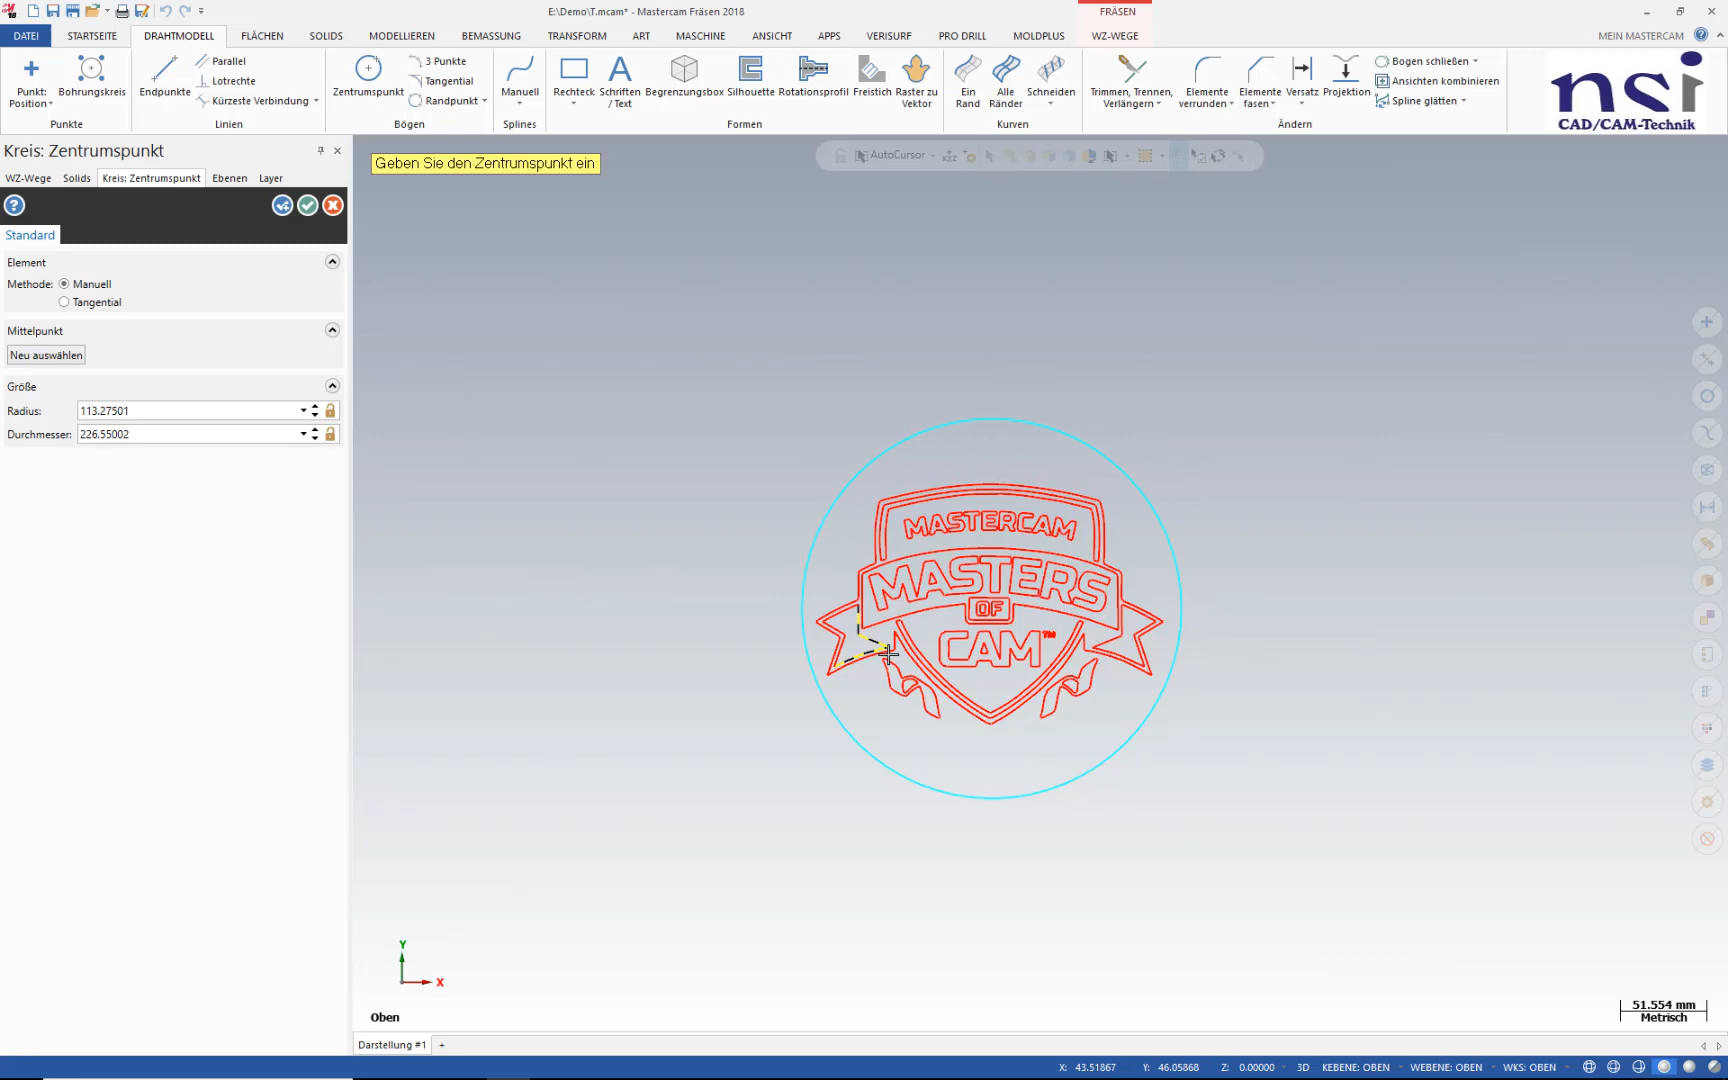 E:\Demo\T.mcam* - Mastercam Fräsen 2018
FRÄSEN
DATEI STARTSEITE DRAHTMODELL FLÄCHEN SOLIDS MODELLIEREN BEMASSUNG TRANSFORM ART MASCHINE ANSICHT APPS VERISURF PRO DRILL MOLDPLUS WZ-WEGE MEIN MASTERCAM
Punkt: Position
Bohrungskreis
Punkte
Endpunkte
Parallel
Lotrechte
Kürzeste Verbindung
Linien
Zentrumspunkt
3 Punkte
Tangential
Randpunkt
Bögen
Manuell
Splines
Rechteck
Schriften / Text
Begrenzungsbox
Silhouette
Rotationsprofil
Freistich
Raster zu Vektor
Formen
Ein Rand
Alle Ränder
Schneiden
Kurven
Trimmen, Trennen, Verlängern
Elemente verrunden
Elemente fasen
Versatz
Projektion
Bogen schließen
Ansichten kombinieren
Spline glätten
Ändern
nsi
CAD/CAM-Technik
Kreis: Zentrumspunkt
WZ-Wege Solids Kreis: Zentrumspunkt Ebenen Layer
Standard
Element
Methode: Manuell
Tangential
Mittelpunkt
Neu auswählen
Größe
Radius: 113.27501
Durchmesser: 226.55002
Geben Sie den Zentrumspunkt ein
AutoCursor
MASTERCAM
MASTERS
OF
CAM™
Y
X
Oben
51.554 mm
Metrisch
Darstellung #1 +
X: 43.51867 Y: 46.05868 Z: 0.00000 3D KEBENE: OBEN WEBENE: OBEN WKS: OBEN